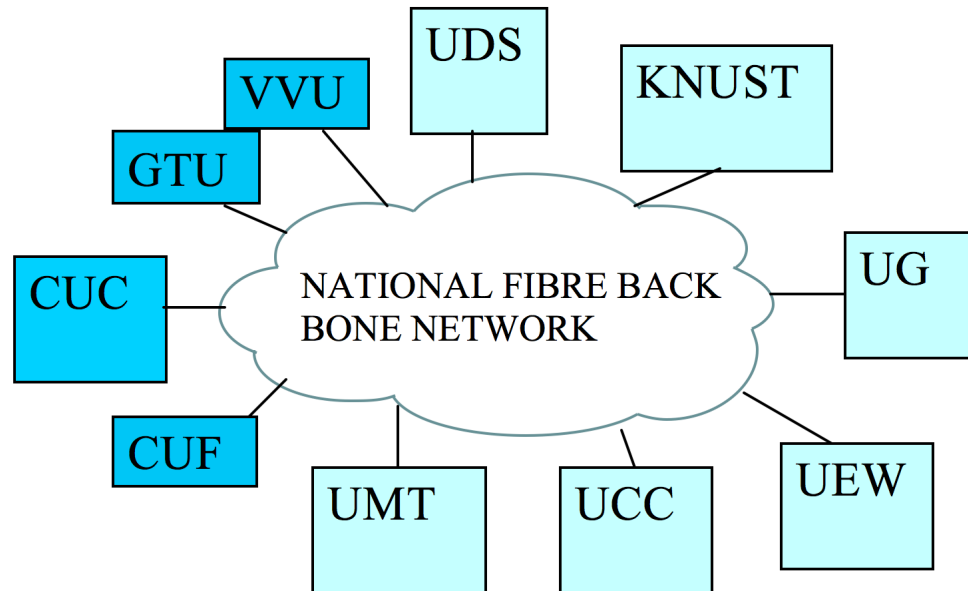 UDS
KNUST
VVU
GTU
CUC
NATIONAL FIBRE BACK
BONE NETWORK
UG
CUF
UMT
UCC
UEW